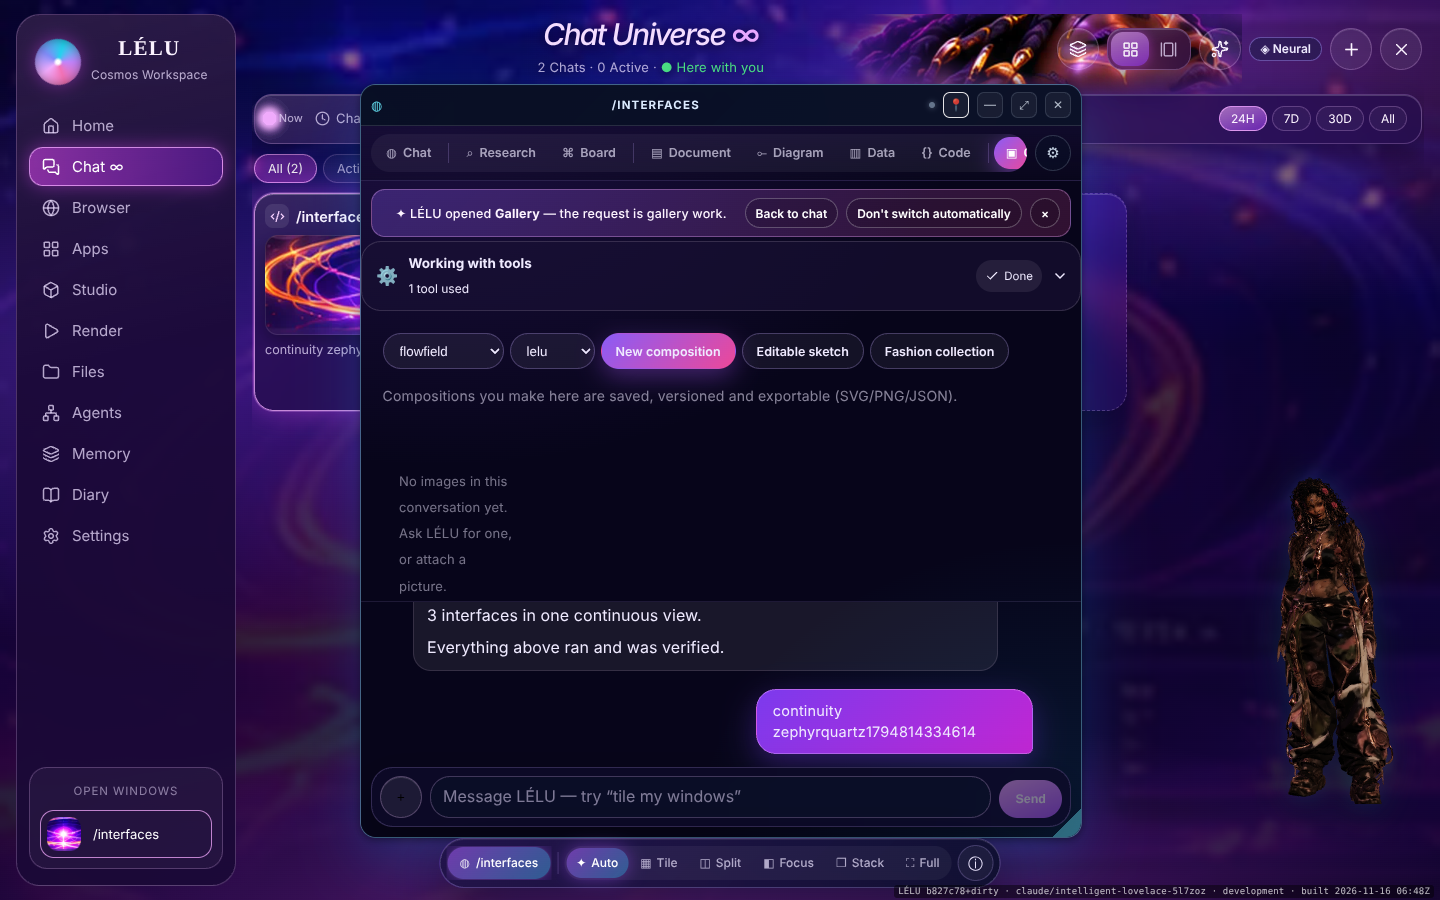 LÉLU
Cosmos Workspace
Home
Chat ∞
Browser
Apps
Studio
Render
Files
Agents
Memory
Diary
Settings
OPEN WINDOWS
/interfaces
Chat Universe ∞
2 Chats · 0 Active · ● Here with you
◈ Neural
Now
24H 7D 30D All
All (2)
/INTERFACES
Chat Research Board Document Diagram Data {} Code
✦ LÉLU opened Gallery — the request is gallery work. Back to chat Don't switch automatically ×
Working with tools
1 tool used
Done
flowfield lelu New composition Editable sketch Fashion collection
Compositions you make here are saved, versioned and exportable (SVG/PNG/JSON).
No images in this
conversation yet.
Ask LÉLU for one,
or attach a
picture.
3 interfaces in one continuous view.
Everything above ran and was verified.
continuity
zephyrquartz1794814334614
Message LÉLU — try “tile my windows”
Send
/interfaces Auto Tile Split Focus Stack Full
LÉLU b827c78+dirty · claude/intelligent-lovelace-5l7zoz · development · built 2026-11-16 06:48Z